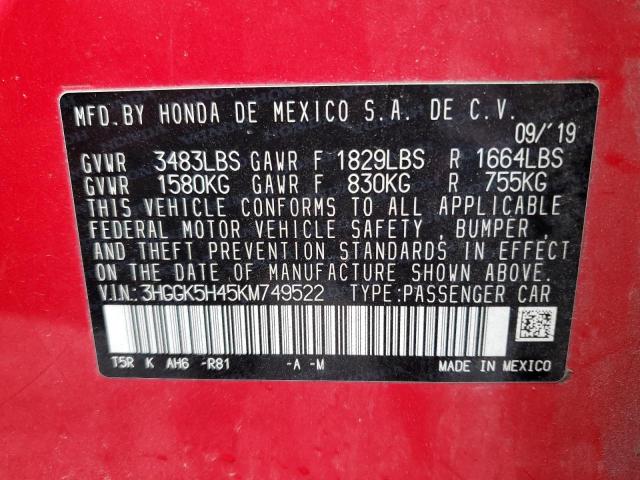 MFD. BY HONDA DE MEXICO S.A. DE C.V.
09/'19
GVWR 3483LBS GAWR F 1829LBS R 1664LBS
GVWR 1580KG GAWR F 830KG R 755KG
THIS VEHICLE CONFORMS TO ALL APPLICABLE
FEDERAL MOTOR VEHICLE SAFETY , BUMPER ,
AND THEFT PREVENTION STANDARDS IN EFFECT
ON THE DATE OF MANUFACTURE SHOWN ABOVE.
V.I.N.:3HGGK5H45KM749522 TYPE:PASSENGER CAR
T5R K AH6 -R81 -A -M MADE IN MEXICO